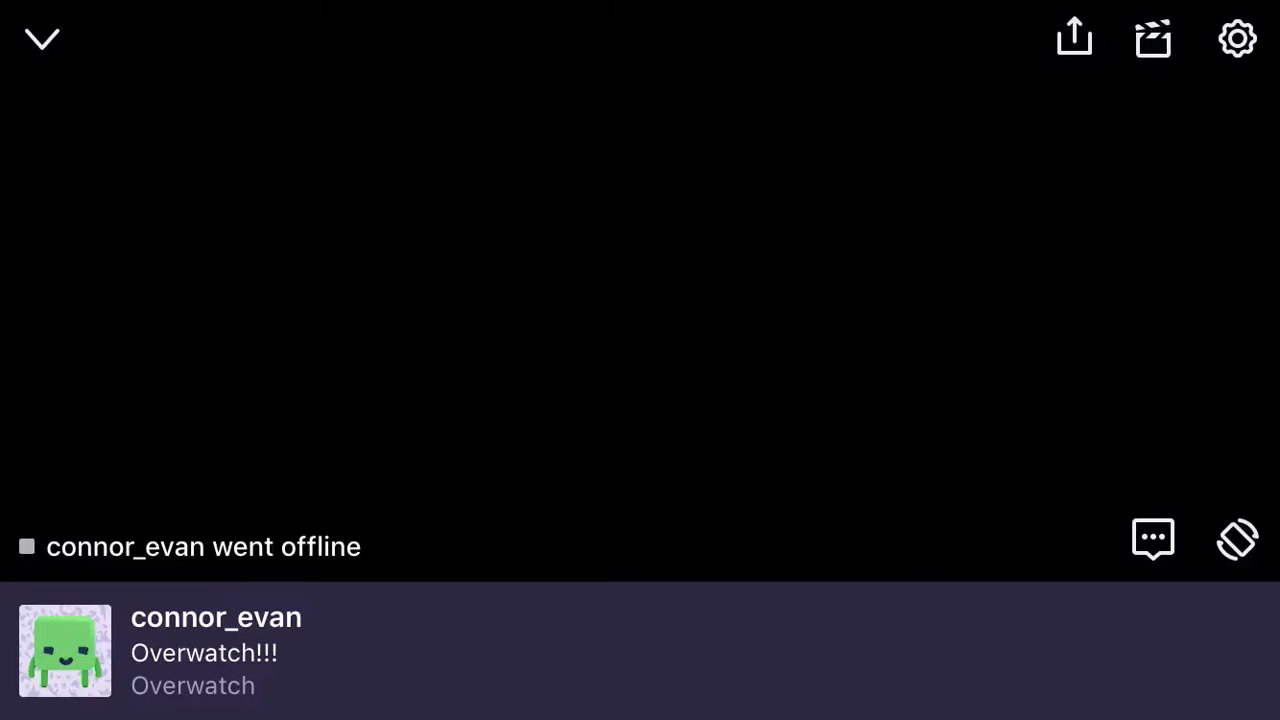 connor_evan went offline
connor_evan
Overwatch!!!
Overwatch